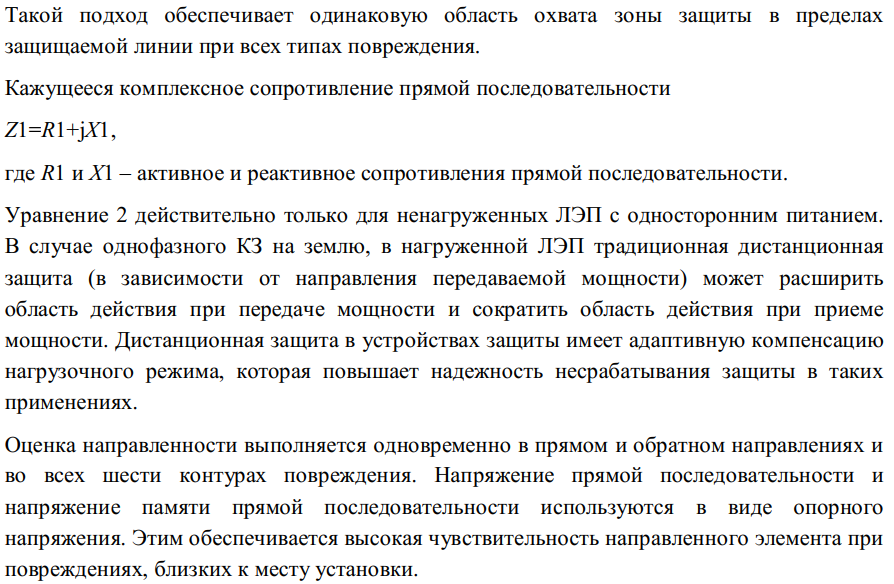 Такой подход обеспечивает одинаковую область охвата зоны защиты в пределах
защищаемой линии при всех типах повреждения.
Кажущееся комплексное сопротивление прямой последовательности
Z1=R1+jX1,
где R1 и X1 – активное и реактивное сопротивления прямой последовательности.
Уравнение 2 действительно только для ненагруженных ЛЭП с односторонним питанием.
В случае однофазного КЗ на землю, в нагруженной ЛЭП традиционная дистанционная
защита (в зависимости от направления передаваемой мощности) может расширить
область действия при передаче мощности и сократить область действия при приеме
мощности. Дистанционная защита в устройствах защиты имеет адаптивную компенсацию
нагрузочного режима, которая повышает надежность несрабатывания защиты в таких
применениях.
Оценка направленности выполняется одновременно в прямом и обратном направлениях и
во всех шести контурах повреждения. Напряжение прямой последовательности и
напряжение памяти прямой последовательности используются в виде опорного
напряжения. Этим обеспечивается высокая чувствительность направленного элемента при
повреждениях, близких к месту установки.